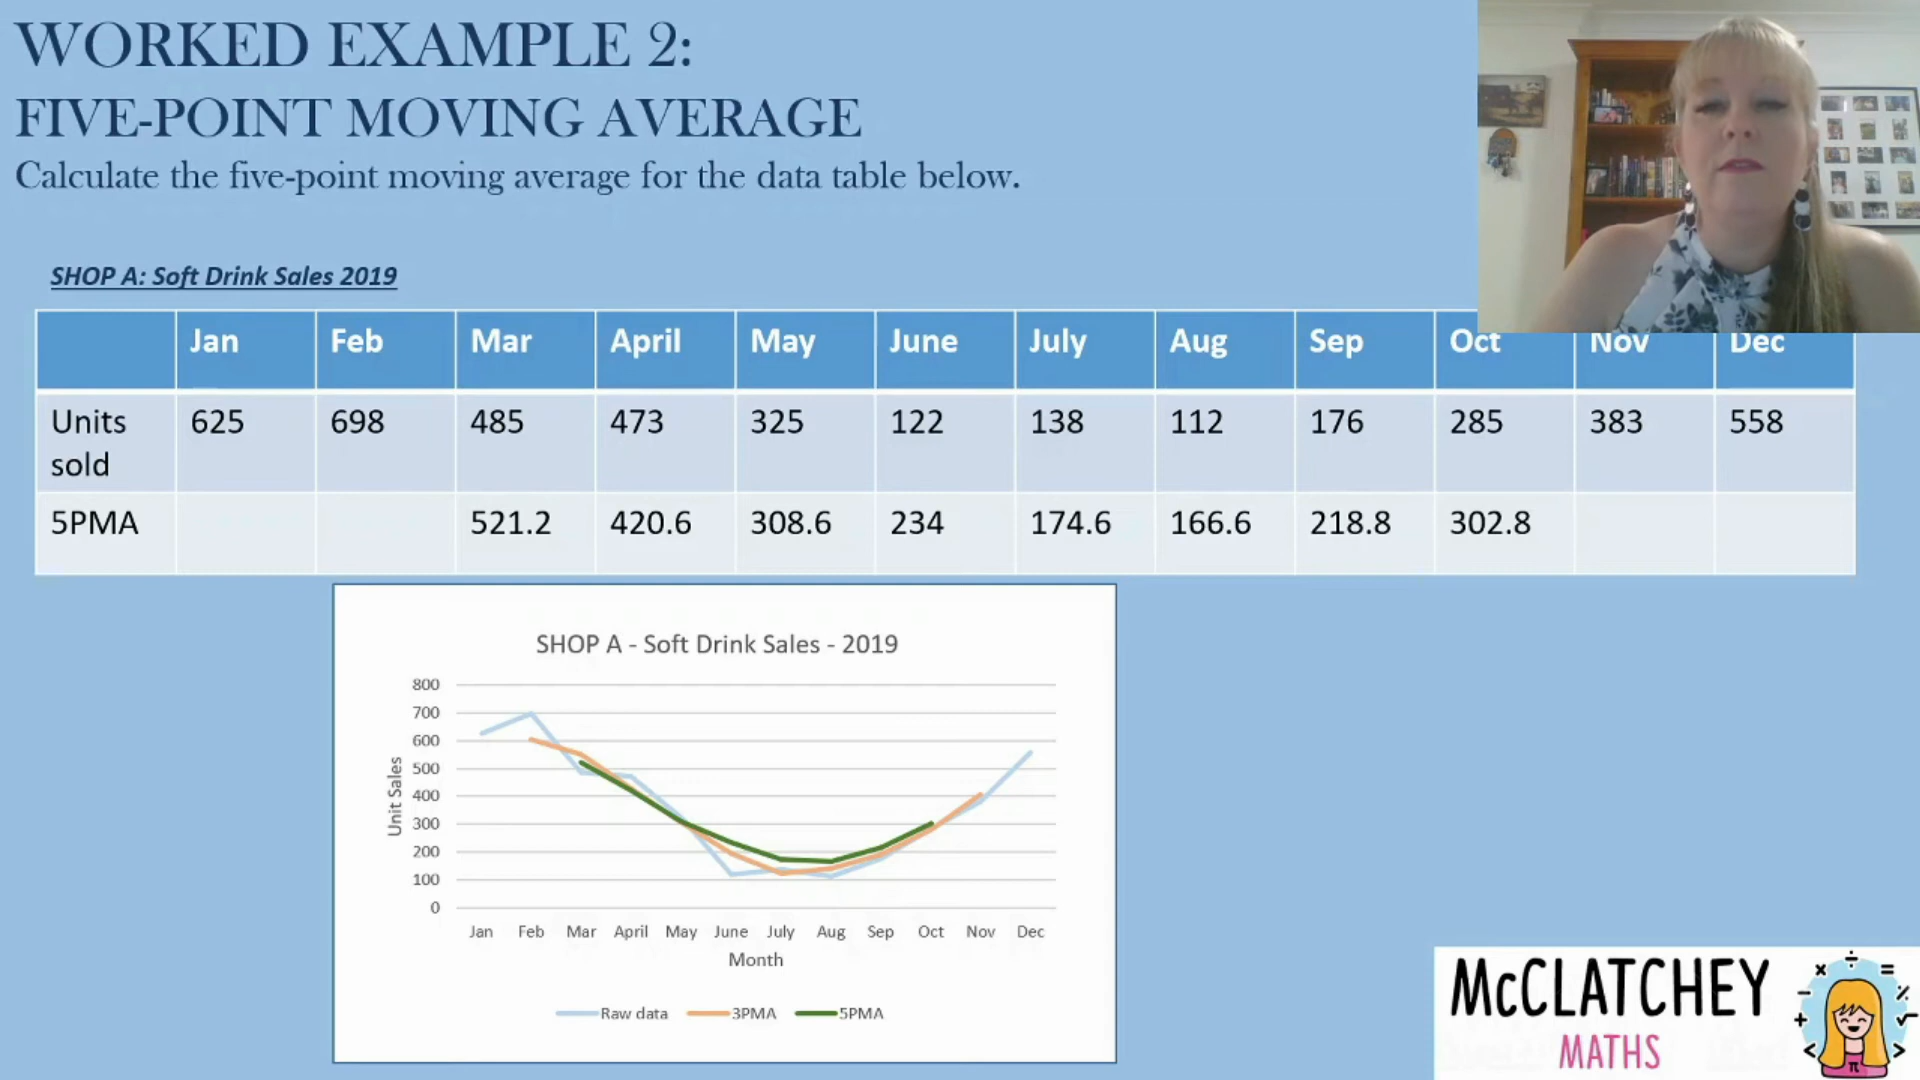 WORKED EXAMPLE 2:
FIVE-POINT MOVING AVERAGE
Calculate the five-point moving average for the data table below.
SHOP A: Soft Drink Sales 2019
Jan Feb Mar April May June July Aug Sep Oct Nov Dec
Units sold 625 698 485 473 325 122 138 112 176 285 383 558
5PMA 521.2 420.6 308.6 234 174.6 166.6 218.8 302.8
SHOP A - Soft Drink Sales - 2019
800
700
600
500
400
300
200
100
0
Unit Sales
Jan Feb Mar April May June July Aug Sep Oct Nov Dec
Month
Raw data 3PMA 5PMA
McCLATCHEY
MATHS